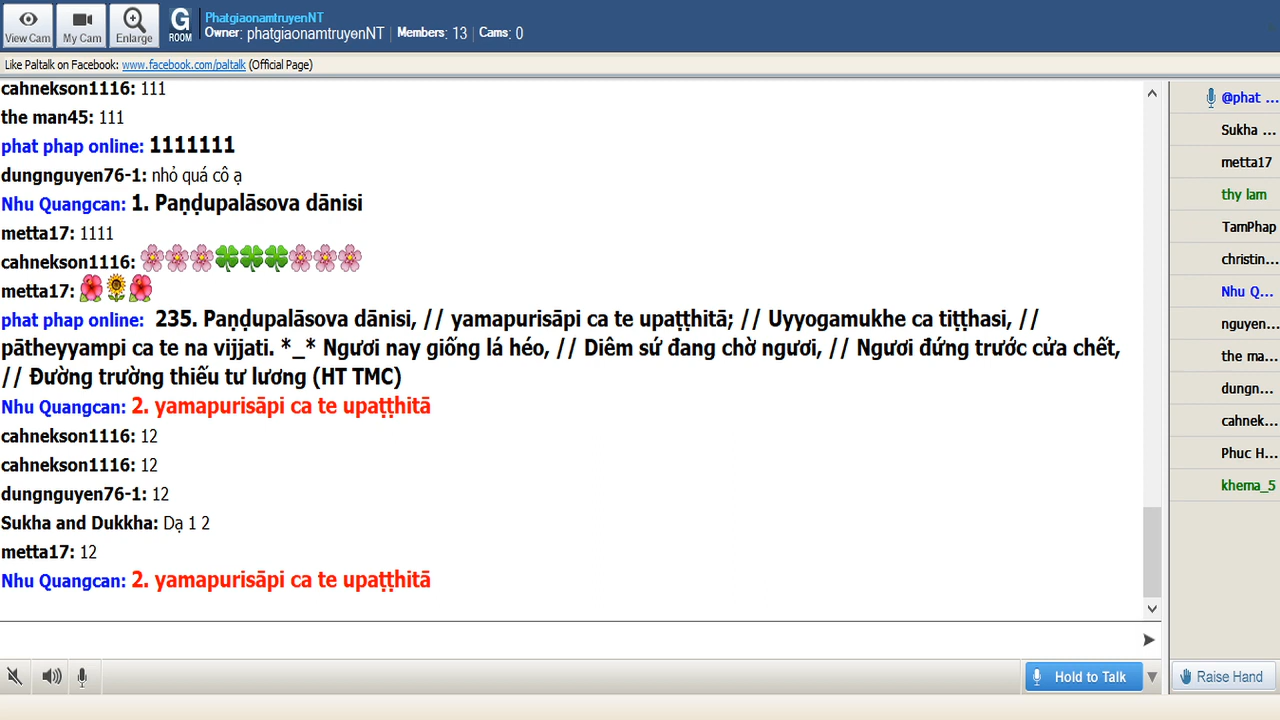 View Cam
My Cam
Enlarge
G ROOM
PhatgiaonamtruyenNT
Owner: phatgiaonamtruyenNT | Members: 13 | Cams: 0
Like Paltalk on Facebook: www.facebook.com/paltalk (Official Page)
cahnekson1116: 111
the man45: 111
phat phap online: 1111111
dungnguyen76-1: nhỏ quá cô ạ
Nhu Quangcan: 1. Paṇḍupalāsova dānisi
metta17: 1111
cahnekson1116:
metta17:
phat phap online: 235. Paṇḍupalāsova dānisi, // yamapurisāpi ca te upaṭṭhitā; // Uyyogamukhe ca tiṭṭhasi, //
pātheyyampi ca te na vijjati. *_* Ngươi nay giống lá héo, // Diêm sứ đang chờ ngươi, // Ngươi đứng trước cửa chết,
// Đường trường thiếu tư lương (HT TMC)
Nhu Quangcan: 2. yamapurisāpi ca te upaṭṭhitā
cahnekson1116: 12
cahnekson1116: 12
dungnguyen76-1: 12
Sukha and Dukkha: Dạ 1 2
metta17: 12
Nhu Quangcan: 2. yamapurisāpi ca te upaṭṭhitā
@phat ...
Sukha ...
metta17
thy lam
TamPhap
christin...
Nhu Q...
nguyen...
the ma...
dungn...
cahnek...
Phuc H...
khema_5
Hold to Talk
Raise Hand